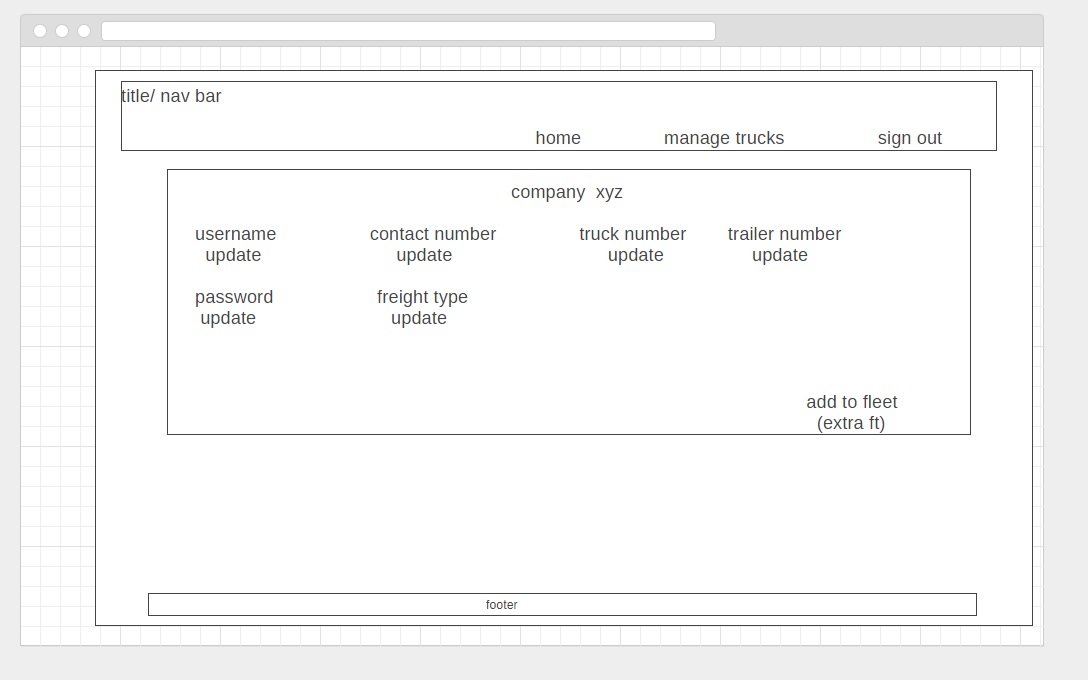 title/ nav bar
home manage trucks sign out
company xyz
username contact number truck number trailer number
update update update update
password freight type
update update
add to fleet
(extra ft)
footer